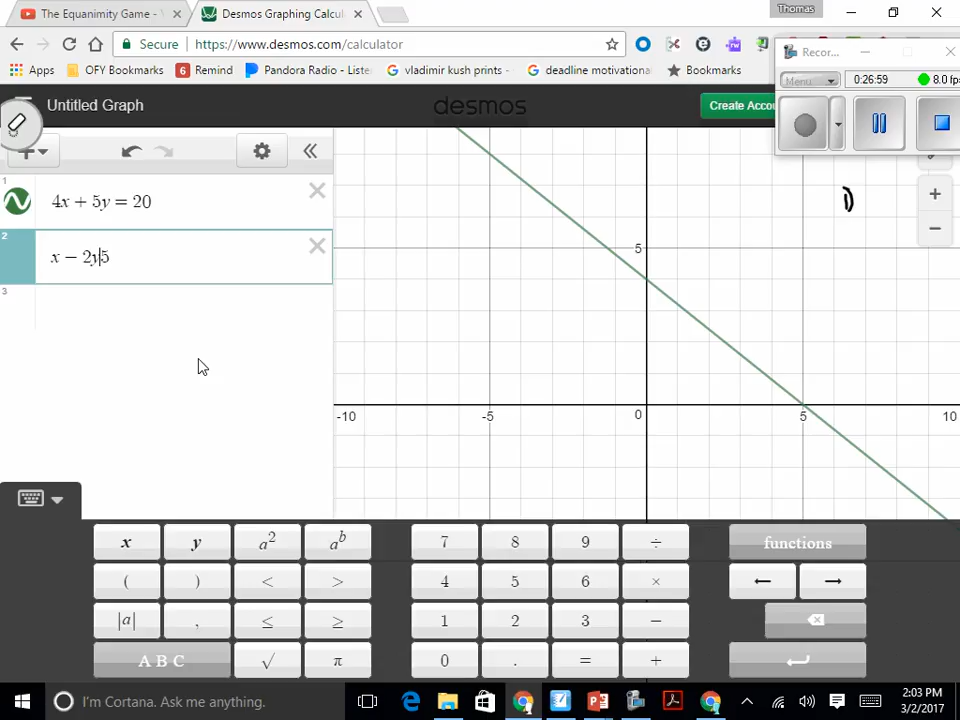 The Equanimity Game -
Desmos Graphing Calcul
Thomas
Secure
https://www.desmos.com/calculator
Apps
OFY Bookmarks
6 Remind
Pandora Radio - Liste
vladimir kush prints -
deadline motivational
Bookmarks
Recor...
Menu
0:26:59
8.0 fps
Untitled Graph
desmos
Create Accou
1
4x + 5y = 20
2
x − 2y5
3
5
-10
-5
0
5
10
+
−
x y a² aᵇ 7 8 9 ÷ functions
( ) < > 4 5 6 × ← →
|a| , ≤ ≥ 1 2 3 −
A B C √ π 0 . = +
I'm Cortana. Ask me anything.
2:03 PM
3/2/2017